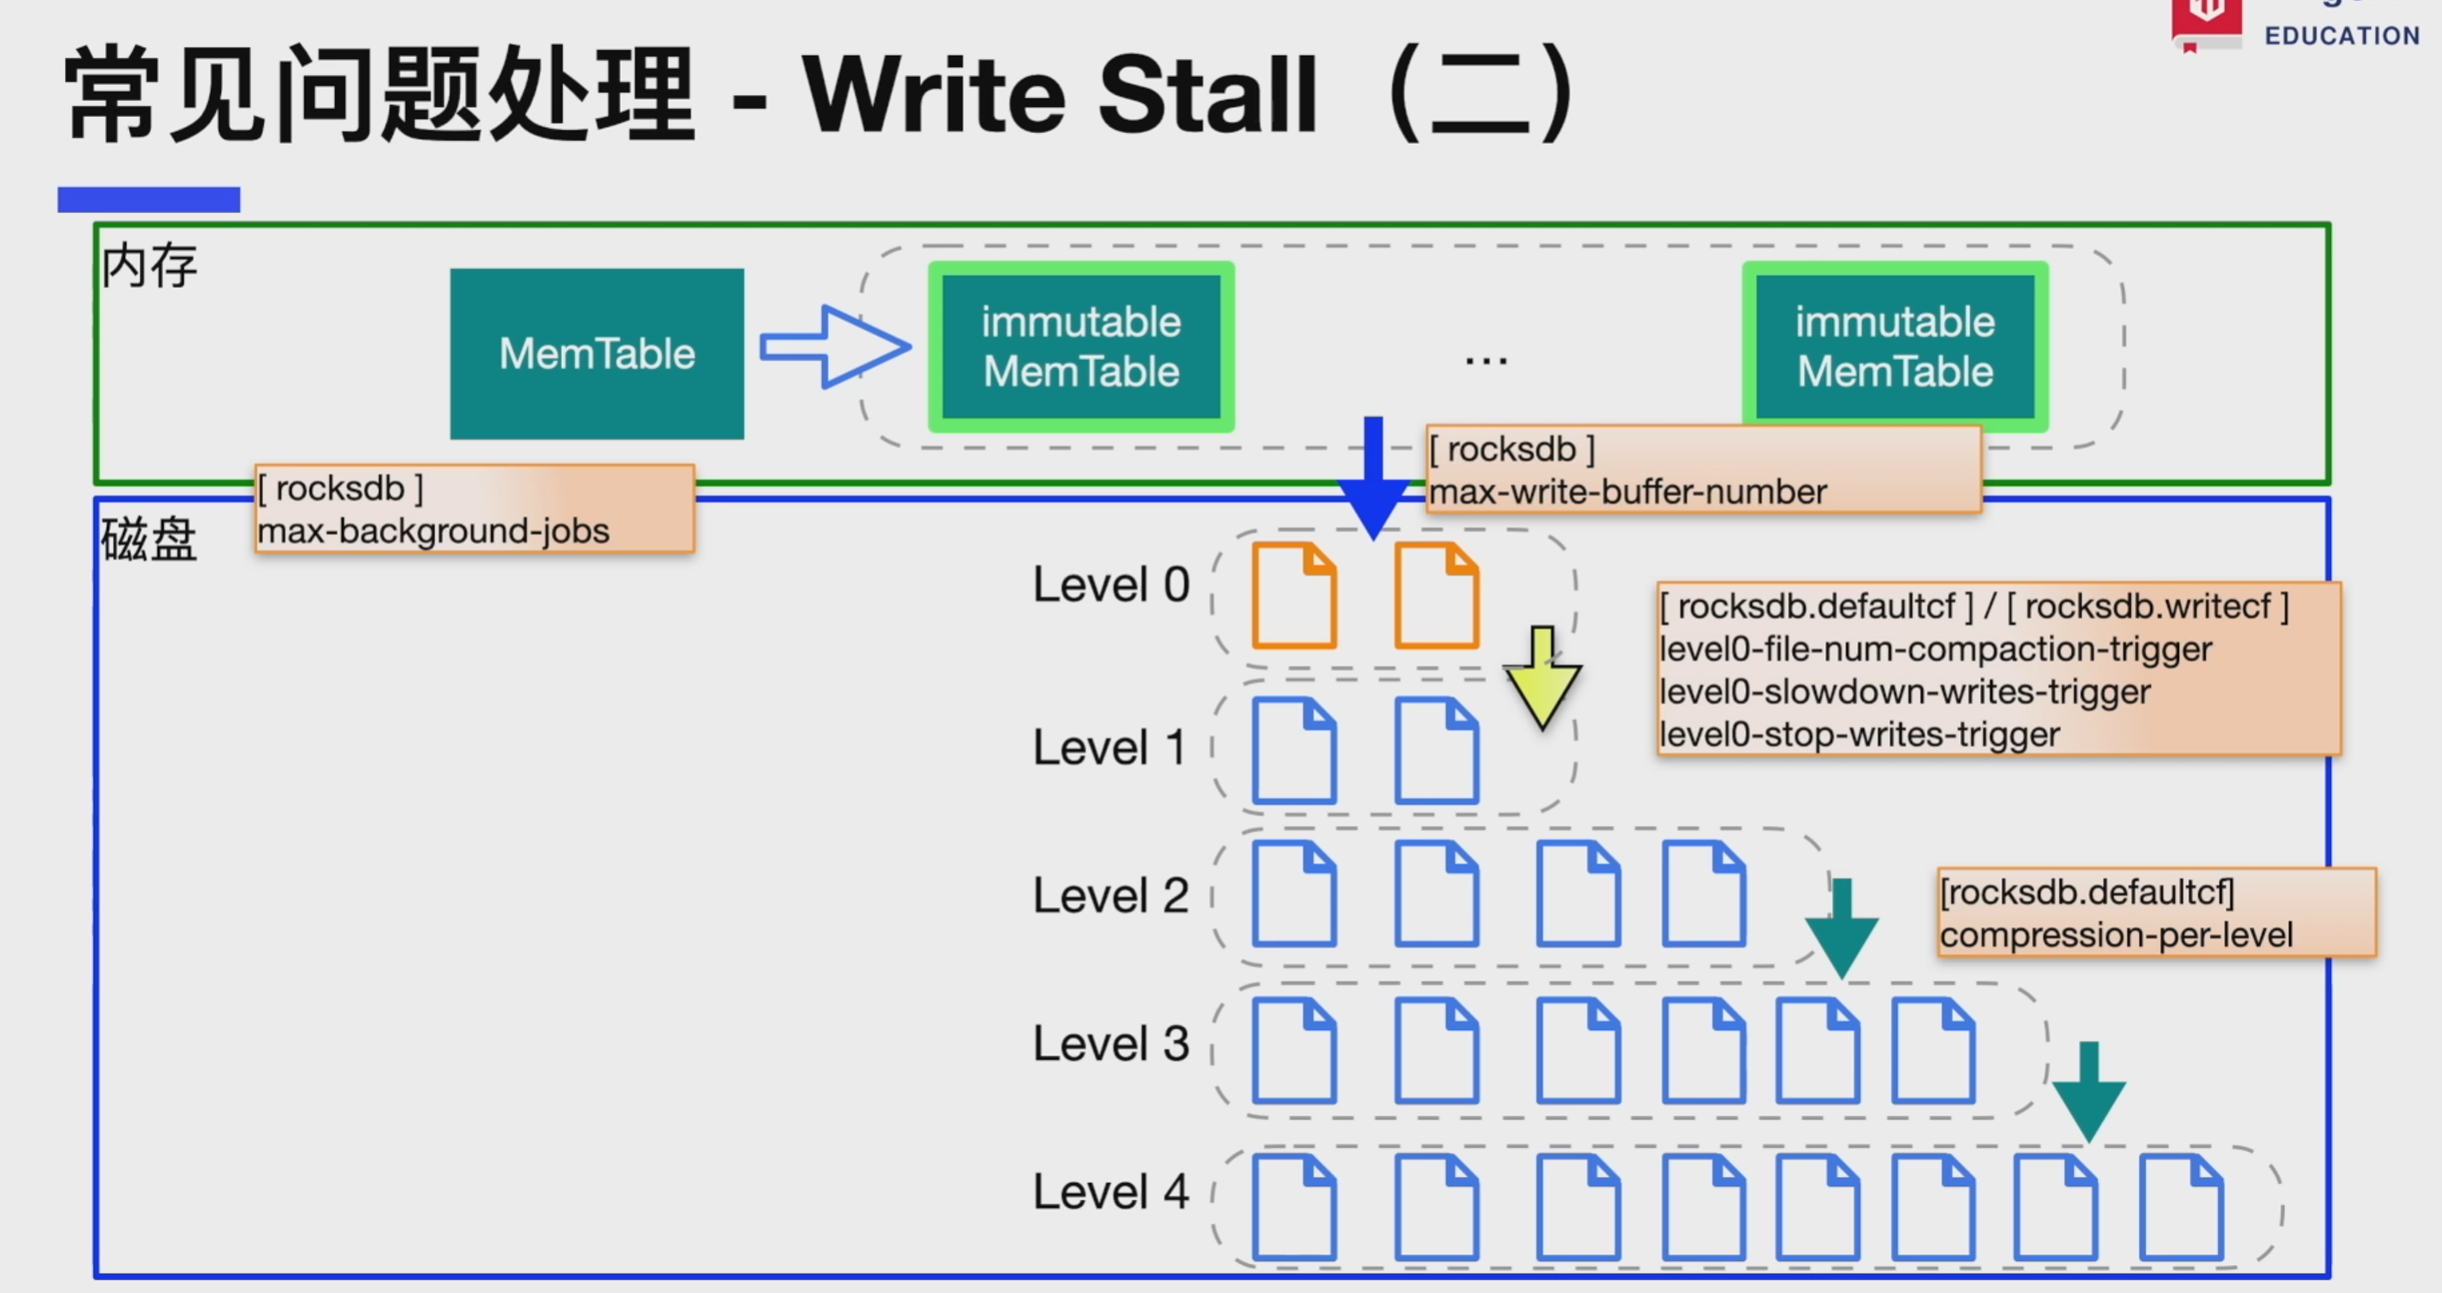 EDUCATION
常见问题处理 - Write Stall（二）
内存
MemTable
immutable
MemTable
...
immutable
MemTable
[ rocksdb ]
max-write-buffer-number
[ rocksdb ]
max-background-jobs
磁盘
Level 0
[ rocksdb.defaultcf ] / [ rocksdb.writecf ]
level0-file-num-compaction-trigger
level0-slowdown-writes-trigger
level0-stop-writes-trigger
Level 1
Level 2
[rocksdb.defaultcf]
compression-per-level
Level 3
Level 4